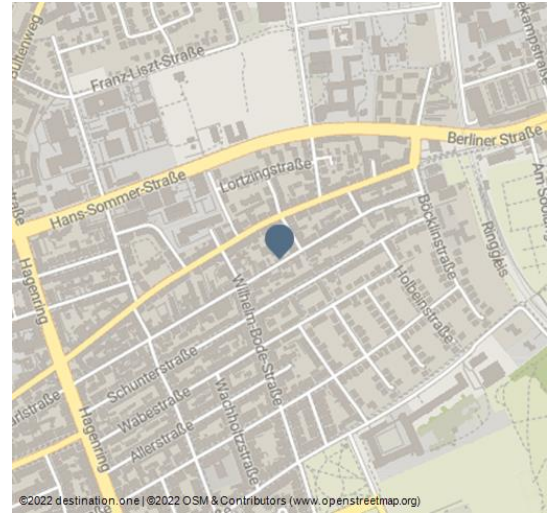 Bültenweg
Franz-Liszt-Straße
Berliner Straße
Lortzingstraße
Hans-Sommer-Straße
Böcklinstraße
Ringgleis
Hagenring
Holbeinstraße
Wilhelm-Bode-Straße
Schunterstraße
Wabestraße
Wachholtzstraße
Allerstraße
Hagenring
©2022 destination.one | ©2022 OSM & Contributors (www.openstreetmap.org)